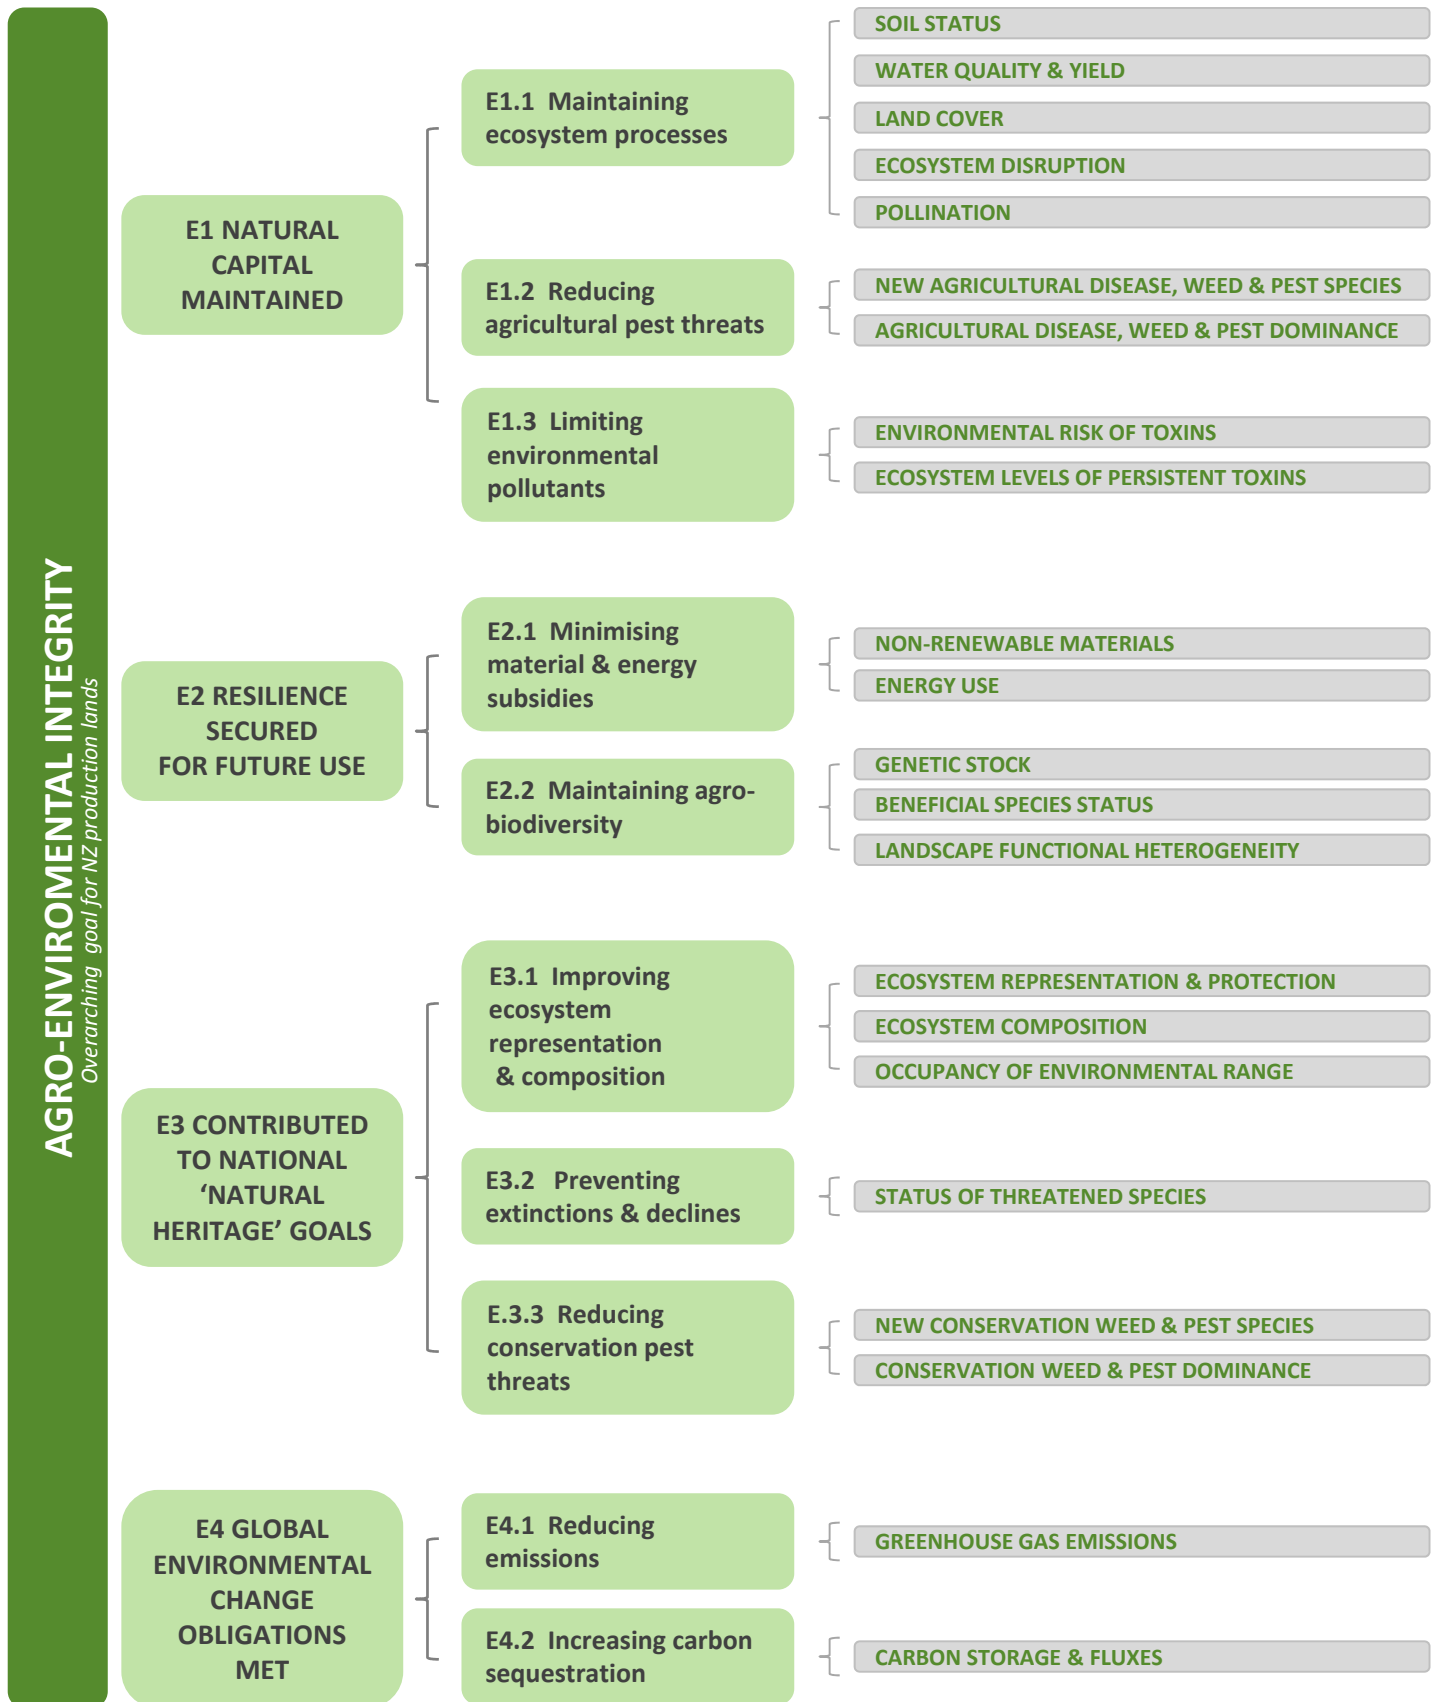 AGRO-ENVIROMENTAL INTEGRITY
Overarching goal for NZ production lands
E1 NATURAL
CAPITAL
MAINTAINED
E1.1 Maintaining
ecosystem processes
SOIL STATUS
WATER QUALITY & YIELD
LAND COVER
ECOSYSTEM DISRUPTION
POLLINATION
E1.2 Reducing
agricultural pest threats
NEW AGRICULTURAL DISEASE, WEED & PEST SPECIES
AGRICULTURAL DISEASE, WEED & PEST DOMINANCE
E1.3 Limiting
environmental
pollutants
ENVIRONMENTAL RISK OF TOXINS
ECOSYSTEM LEVELS OF PERSISTENT TOXINS
E2 RESILIENCE
SECURED
FOR FUTURE USE
E2.1 Minimising
material & energy
subsidies
NON-RENEWABLE MATERIALS
ENERGY USE
E2.2 Maintaining agro-
biodiversity
GENETIC STOCK
BENEFICIAL SPECIES STATUS
LANDSCAPE FUNCTIONAL HETEROGENEITY
E3 CONTRIBUTED
TO NATIONAL
‘NATURAL
HERITAGE’ GOALS
E3.1 Improving
ecosystem
representation
& composition
ECOSYSTEM REPRESENTATION & PROTECTION
ECOSYSTEM COMPOSITION
OCCUPANCY OF ENVIRONMENTAL RANGE
E3.2 Preventing
extinctions & declines
STATUS OF THREATENED SPECIES
E.3.3 Reducing
conservation pest
threats
NEW CONSERVATION WEED & PEST SPECIES
CONSERVATION WEED & PEST DOMINANCE
E4 GLOBAL
ENVIRONMENTAL
CHANGE
OBLIGATIONS
MET
E4.1 Reducing
emissions
GREENHOUSE GAS EMISSIONS
E4.2 Increasing carbon
sequestration
CARBON STORAGE & FLUXES